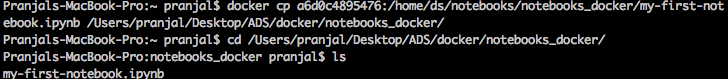 Pranjals-MacBook-Pro:~ pranjal$ docker cp a6d0c4895476:/home/ds/notebooks/notebooks_docker/my-first-not
ebook.ipynb /Users/pranjal/Desktop/ADS/docker/notebooks_docker/
Pranjals-MacBook-Pro:~ pranjal$ cd /Users/pranjal/Desktop/ADS/docker/notebooks_docker/
Pranjals-MacBook-Pro:notebooks_docker pranjal$ ls
my-first-notebook.ipynb